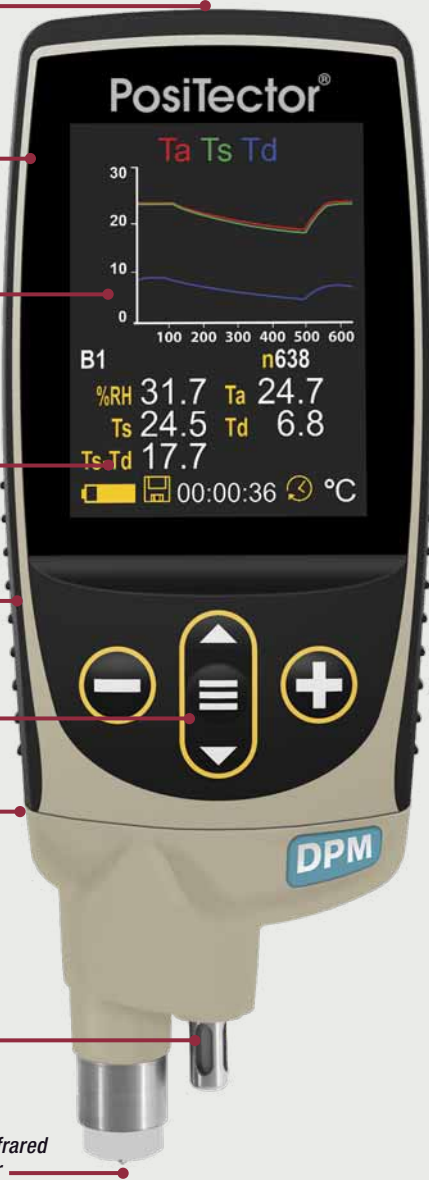 PosiTector®
Ta Ts Td
30
20
10
0
100 200 300 400 500 600
B1 n638
%RH 31.7 Ta 24.7
Ts 24.5 Td 6.8
Ts-Td 17.7
00:00:36 °C
DPM